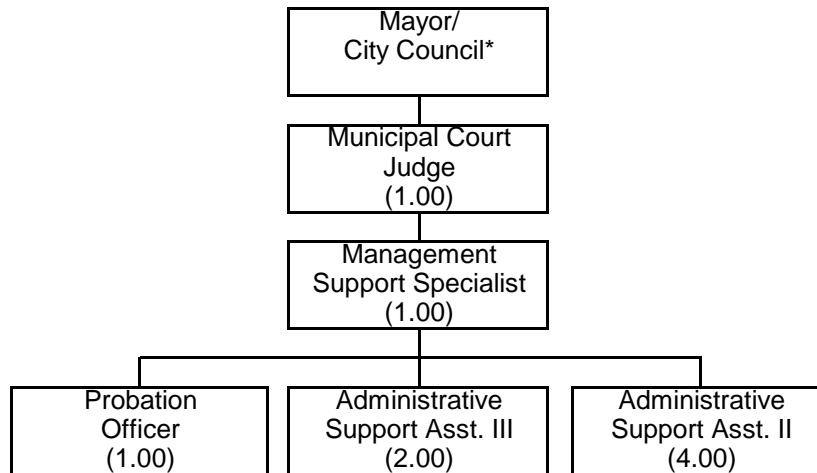 Mayor/
City Council*
Municipal Court
Judge
(1.00)
Management
Support Specialist
(1.00)
Probation
Officer
(1.00)
Administrative
Support Asst. III
(2.00)
Administrative
Support Asst. II
(4.00)